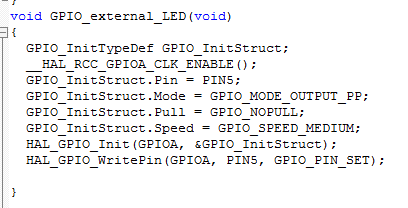 void GPIO_external_LED(void)
{
GPIO_InitTypeDef GPIO_InitStruct;
__HAL_RCC_GPIOA_CLK_ENABLE();
GPIO_InitStruct.Pin = PIN5;
GPIO_InitStruct.Mode = GPIO_MODE_OUTPUT_PP;
GPIO_InitStruct.Pull = GPIO_NOPULL;
GPIO_InitStruct.Speed = GPIO_SPEED_MEDIUM;
HAL_GPIO_Init(GPIOA, &GPIO_InitStruct);
HAL_GPIO_WritePin(GPIOA, PIN5, GPIO_PIN_SET);
}